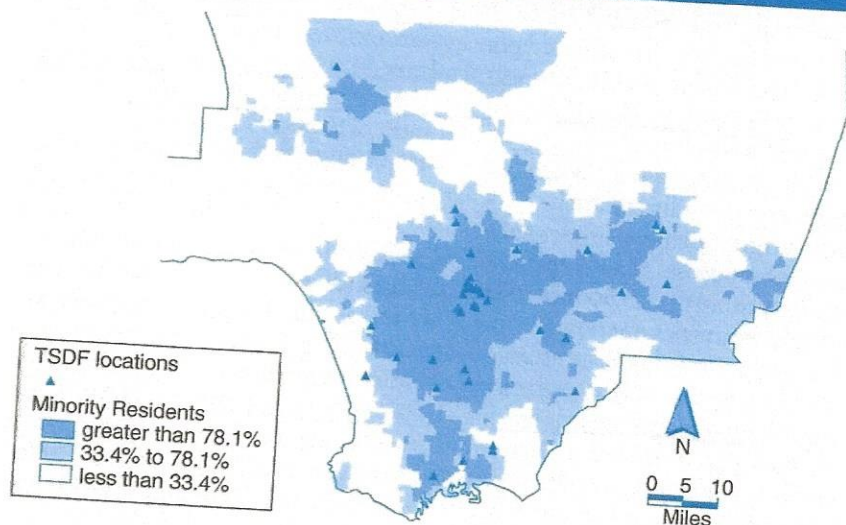 TSDF locations
Minority Residents
greater than 78.1%
33.4% to 78.1%
less than 33.4%
N
0 5 10
Miles